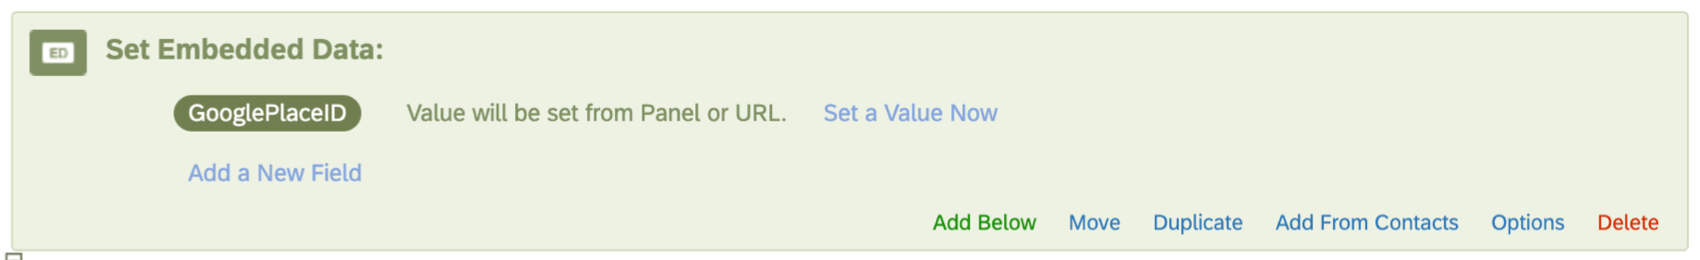 ED
Set Embedded Data:
GooglePlaceID Value will be set from Panel or URL. Set a Value Now
Add a New Field
Add Below Move Duplicate Add From Contacts Options Delete